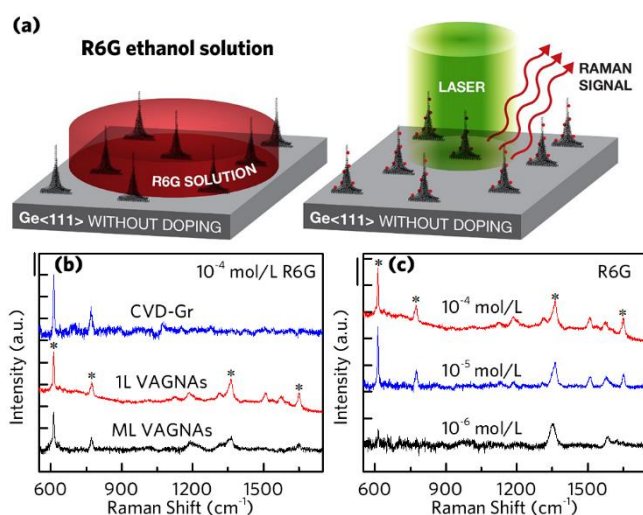 (a)
R6G ethanol solution
LASER
RAMAN
SIGNAL
R6G SOLUTION
Ge<111> WITHOUT DOPING
Ge<111> WITHOUT DOPING
(b)
10⁻⁴ mol/L R6G
CVD-Gr
*
*
*
*
1L VAGNAs
ML VAGNAs
Intensity (a.u.)
600 900 1200 1500
Raman Shift (cm⁻¹)
(c)
R6G
*
*
*
*
10⁻⁴ mol/L
10⁻⁵ mol/L
10⁻⁶ mol/L
Intensity (a.u.)
600 900 1200 1500
Raman Shift (cm⁻¹)